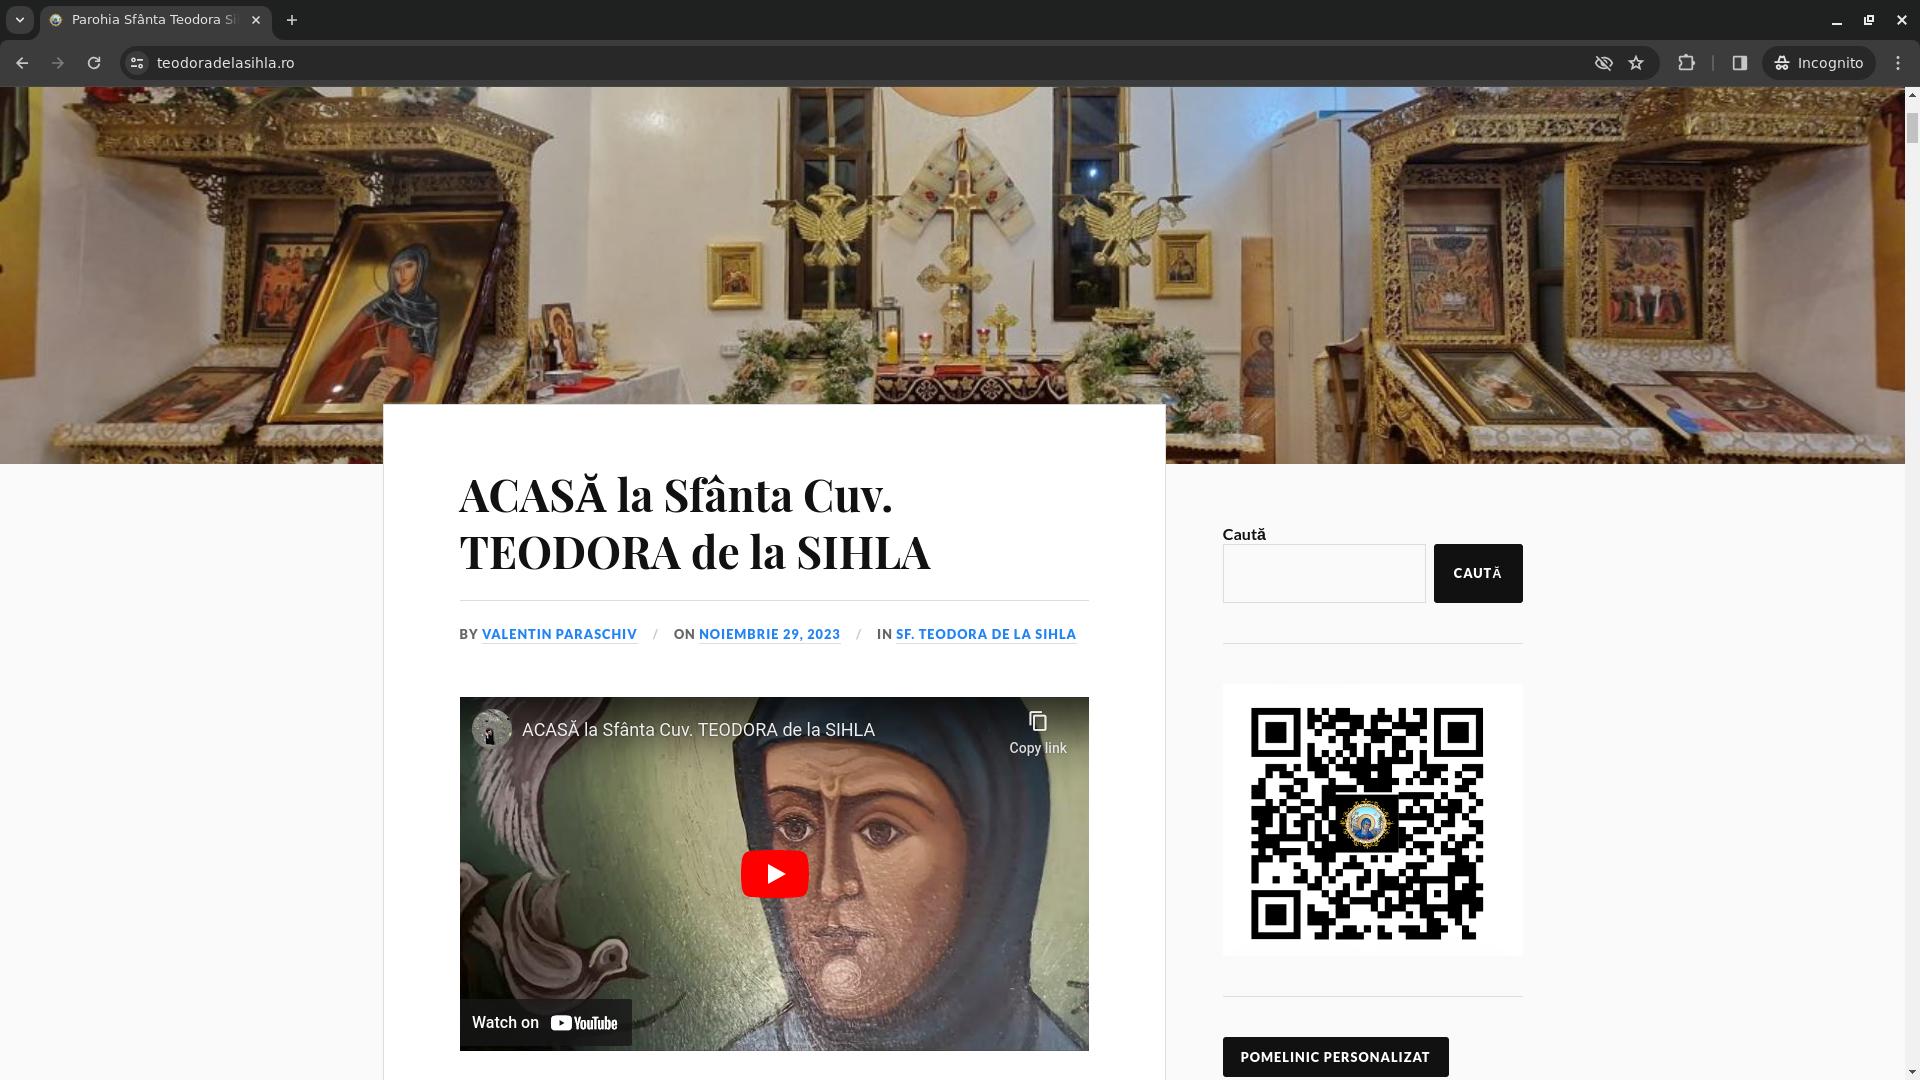 Parohia Sfânta Teodora Si
teodoradelasihla.ro
Incognito
ACASĂ la Sfânta Cuv.
TEODORA de la SIHLA
BY VALENTIN PARASCHIV / ON NOIEMBRIE 29, 2023 / IN SF. TEODORA DE LA SIHLA
ACASĂ la Sfânta Cuv. TEODORA de la SIHLA
Copy link
Watch on YouTube
Caută
CAUTĂ
POMELINIC PERSONALIZAT